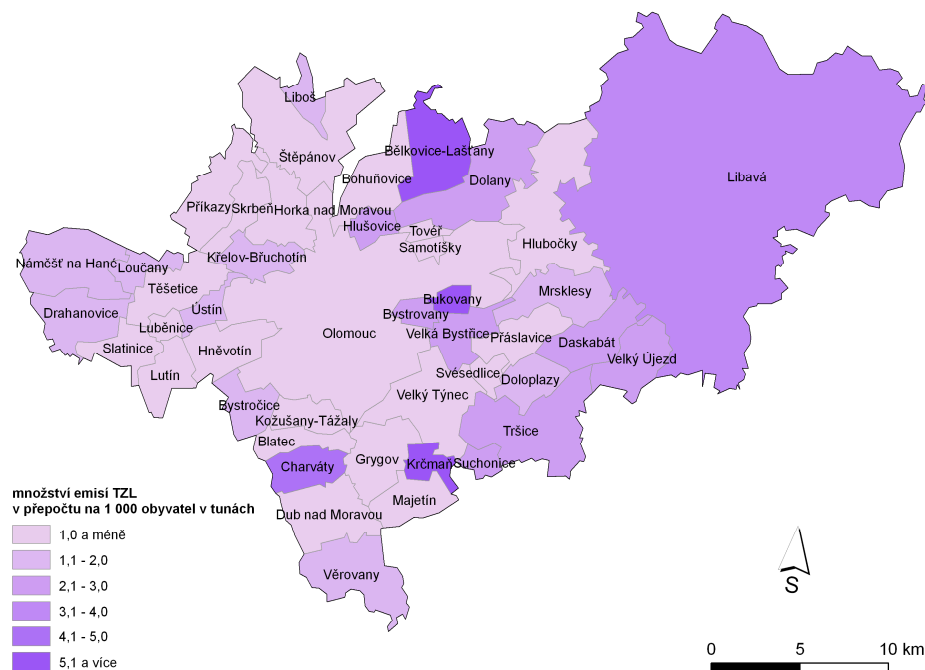 Liboš
Štěpánov
Bělkovice-Lašťany
Bohuňovice
Dolany
Libavá
Příkazy
Skrbeň
Horka nad Moravou
Hlušovice
Tovéř
Samotíšky
Hlubočky
Náměšť na Hané
Loučany
Křelov-Břuchotín
Těšetice
Mrsklesy
Bukovany
Drahanovice
Ústín
Bystrovany
Luběnice
Olomouc
Velká Bystřice
Přáslavice
Daskabát
Slatinice
Hněvotín
Velký Újezd
Lutín
Svésedlice
Doloplazy
Velký Týnec
Bystročice
Kožušany-Tážaly
Tršice
Blatec
Grygov
Charváty
Krčmaň
Suchonice
Majetín
Dub nad Moravou
Věrovany
množství emisí TZL
v přepočtu na 1 000 obyvatel v tunách
1,0 a méně
1,1 - 2,0
2,1 - 3,0
3,1 - 4,0
4,1 - 5,0
5,1 a více
S
0 5 10 km